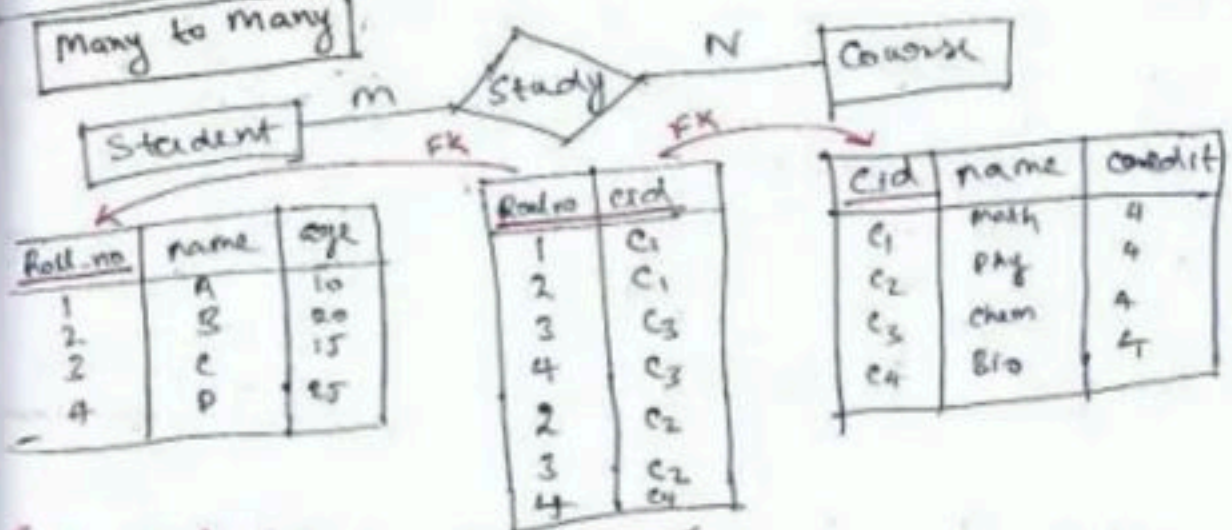 Many to Many
Student
m
Study
N
Course
FK
FK
Roll-no name age
1 A 10
2 B 20
3 C 15
4 D 25
Roll no cid
1 C1
2 C1
3 C3
4 C3
2 C2
3 C2
4 C4
Cid name credit
C1 Math 4
C2 Phy 4
C3 Chem 4
C4 Bio 4